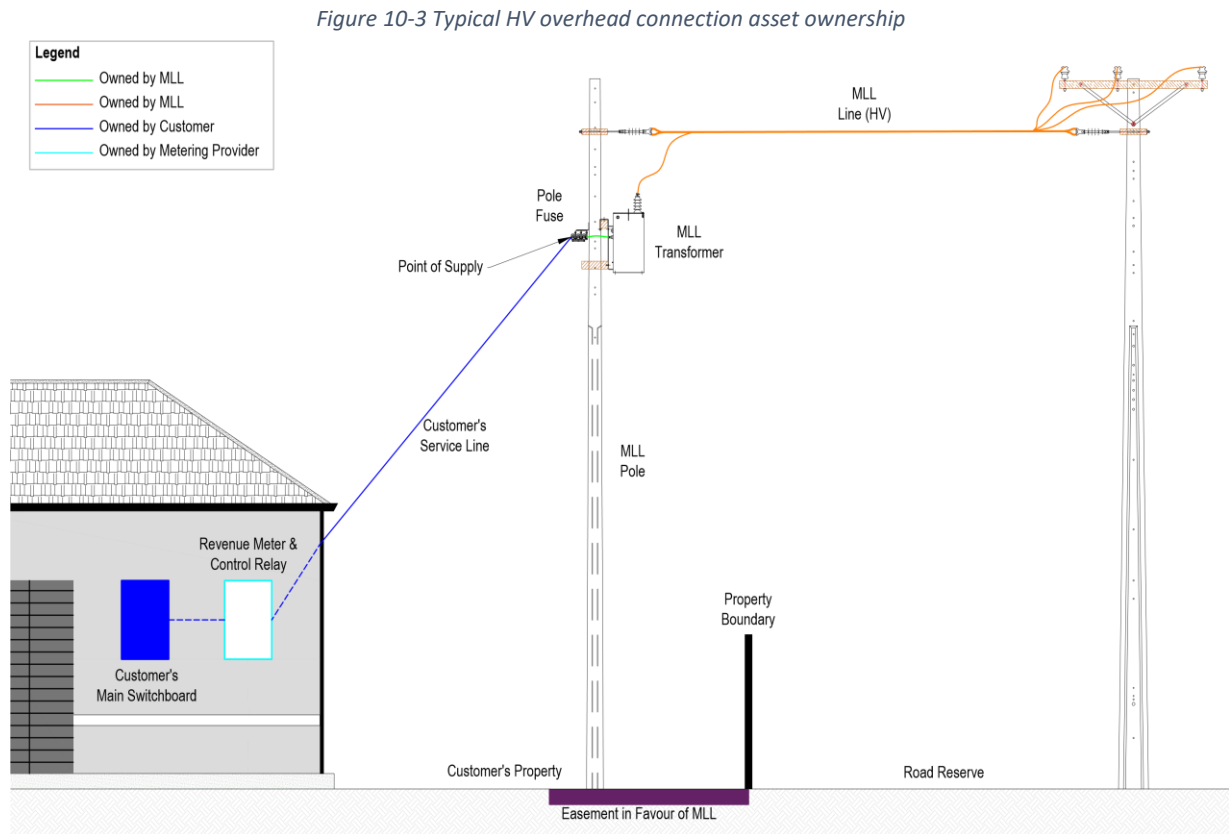 Figure 10-3 Typical HV overhead connection asset ownership
Legend
Owned by MLL
Owned by MLL
Owned by Customer
Owned by Metering Provider
MLL
Line (HV)
Pole
Fuse
MLL
Transformer
Point of Supply
Customer's
Service Line
MLL
Pole
Revenue Meter &
Control Relay
Property
Boundary
Customer's
Main Switchboard
Customer's Property
Road Reserve
Easement in Favour of MLL